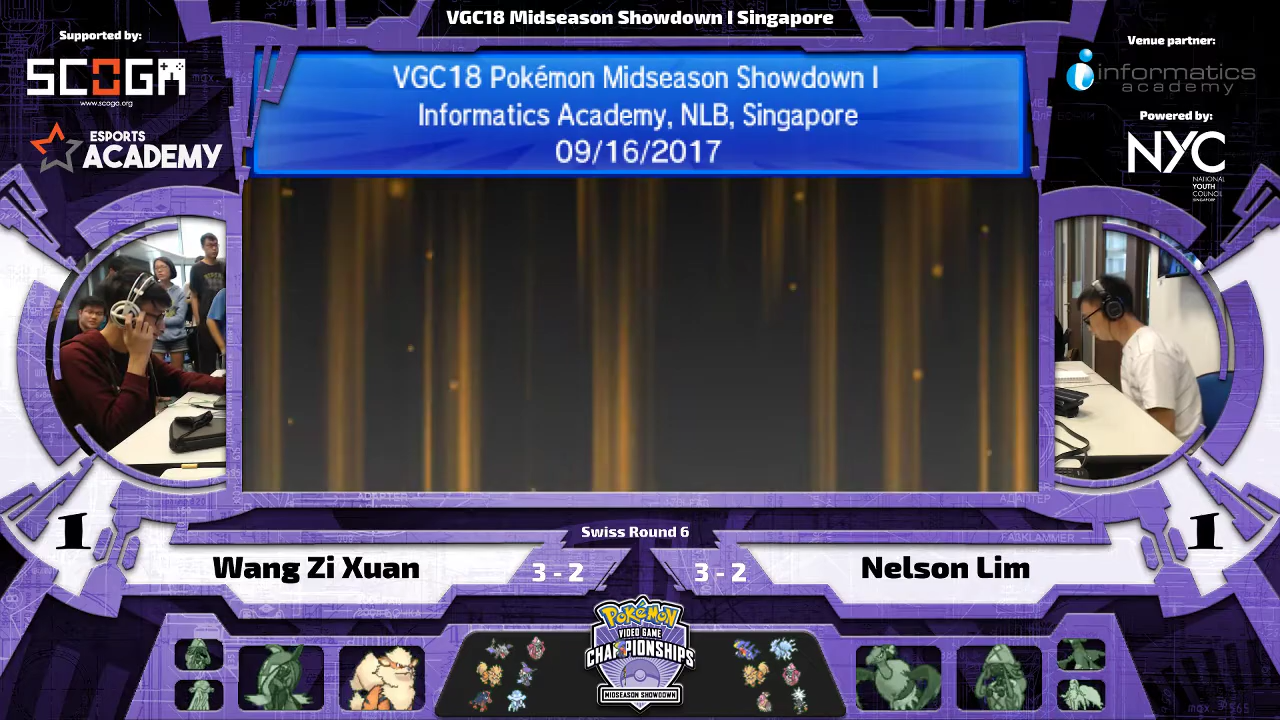 VGC18 Midseason Showdown I Singapore
Supported by:
SCOGA
www.scoga.org
ESPORTS
ACADEMY
VGC18 Pokémon Midseason Showdown I
Informatics Academy, NLB, Singapore
09/16/2017
Venue partner:
informatics
academy
Powered by:
NYC
NATIONAL
YOUTH
COUNCIL
SINGAPORE
Swiss Round 6
1
Wang Zi Xuan
3 - 2
3 - 2
Nelson Lim
1
Pokémon
VIDEO GAME
CHAMPIONSHIPS
MIDSEASON SHOWDOWN